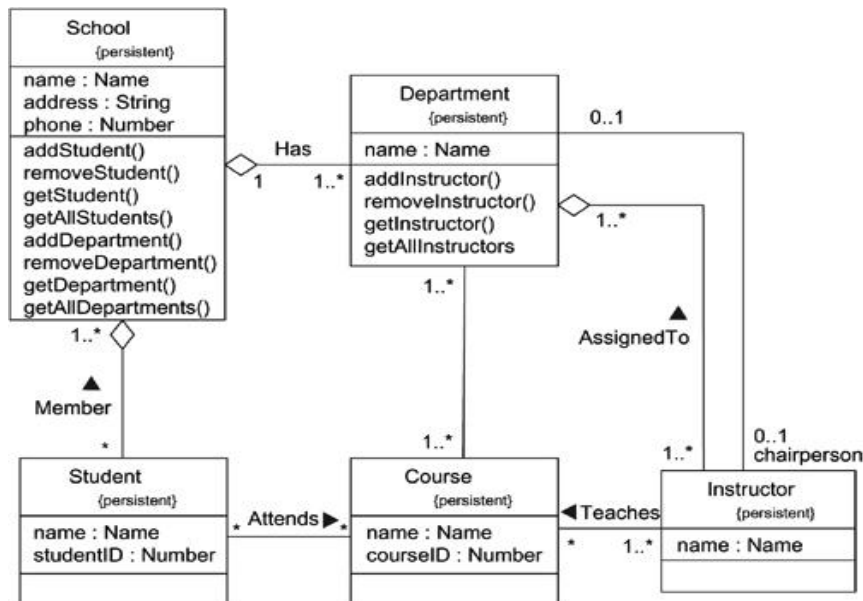 School
{persistent}
name : Name
address : String
phone : Number
addStudent()
removeStudent()
getStudent()
getAllStudents()
addDepartment()
removeDepartment()
getDepartment()
getAllDepartments()
Has
1
1..*
Department
{persistent}
name : Name
addInstructor()
removeInstructor()
getInstructor()
getAllInstructors
0..1
1..*
1..*
1..*
▲
Member
*
▲
AssignedTo
1..*
1..*
0..1
chairperson
Student
{persistent}
name : Name
studentID : Number
Attends ▶
*
*
Course
{persistent}
name : Name
courseID : Number
◀ Teaches
*
1..*
Instructor
{persistent}
name : Name